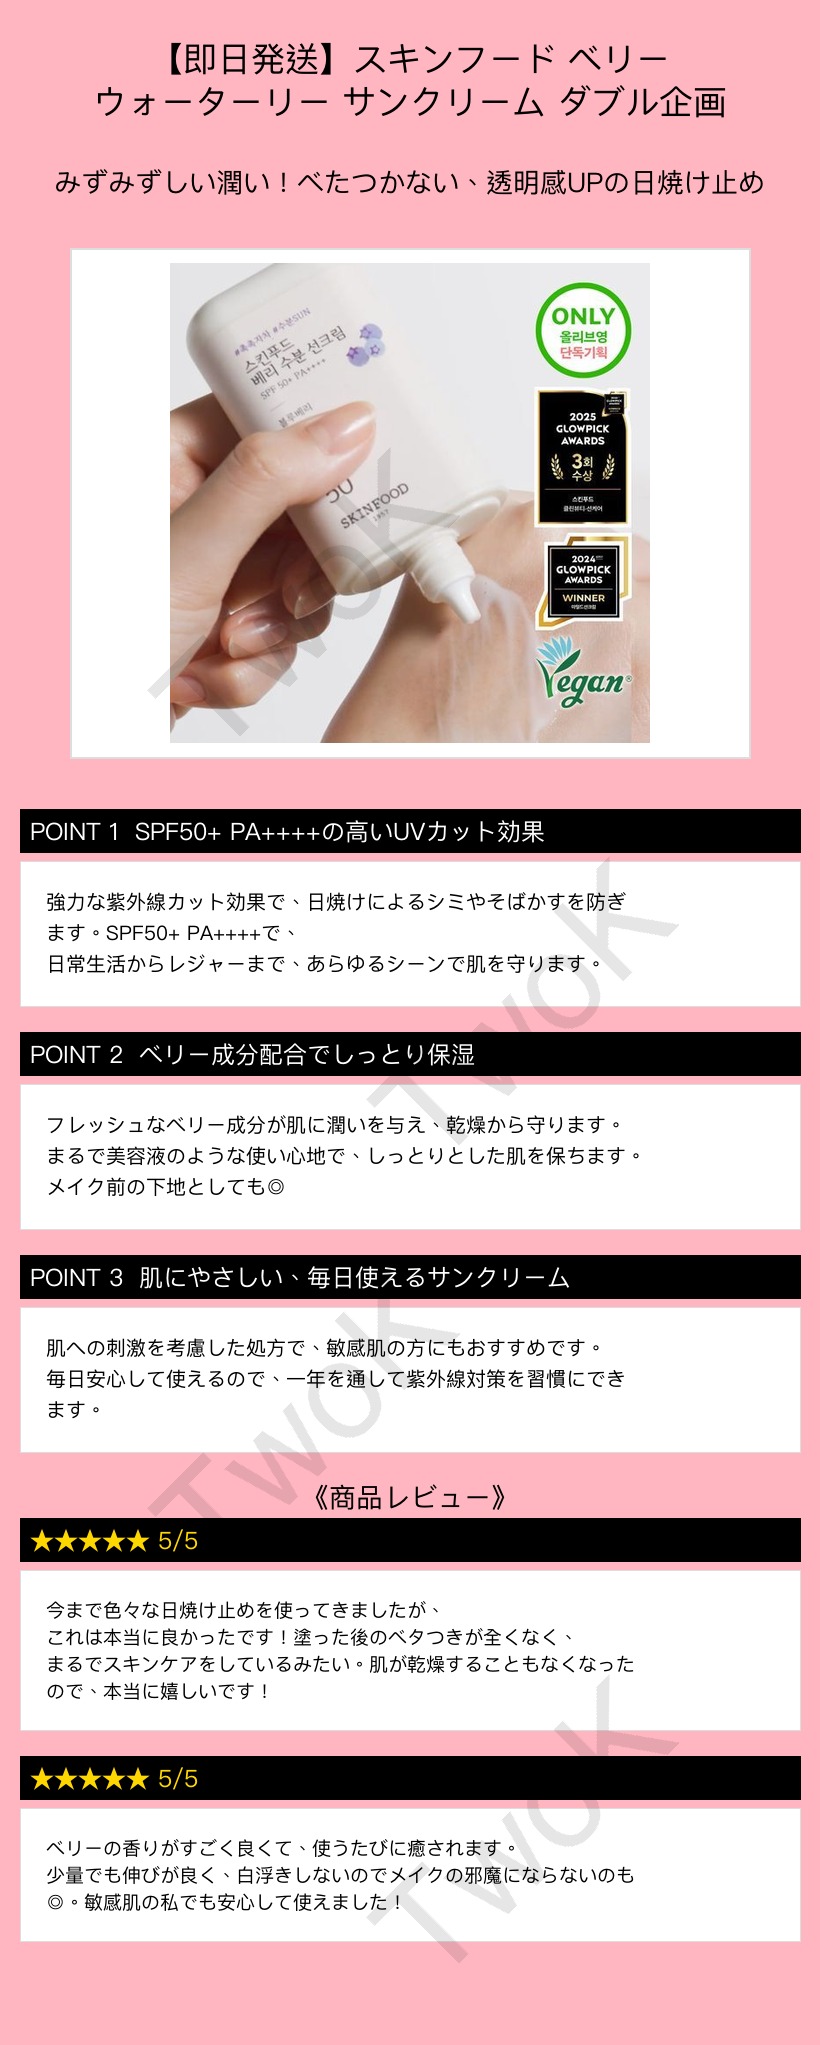 【即日発送】スキンフード ベリー
ウォーターリー サンクリーム ダブル企画
みずみずしい潤い！べたつかない、透明感UPの日焼け止め
#촉촉자차 #수분SUN
스킨푸드
베리 수분 선크림
SPF 50+ PA++++
블루베리
50
SKINFOOD
1957
ONLY
올리브영
단독기획
2025
GLOWPICK
AWARDS
3회
수상
스킨푸드
클린뷰티-선케어
2024
GLOWPICK
AWARDS
WINNER
마일드선크림
Vegan®
TwoK
POINT 1 SPF50+ PA++++の高いUVカット効果
強力な紫外線カット効果で、日焼けによるシミやそばかすを防ぎ
ます。SPF50+ PA++++で、
日常生活からレジャーまで、あらゆるシーンで肌を守ります。
TwoK
POINT 2 ベリー成分配合でしっとり保湿
フレッシュなベリー成分が肌に潤いを与え、乾燥から守ります。
まるで美容液のような使い心地で、しっとりとした肌を保ちます。
メイク前の下地としても◎
POINT 3 肌にやさしい、毎日使えるサンクリーム
肌への刺激を考慮した処方で、敏感肌の方にもおすすめです。
毎日安心して使えるので、一年を通して紫外線対策を習慣にでき
ます。
TwoK
《商品レビュー》
★★★★★ 5/5
今まで色々な日焼け止めを使ってきましたが、
これは本当に良かったです！塗った後のベタつきが全くなく、
まるでスキンケアをしているみたい。肌が乾燥することもなくなった
ので、本当に嬉しいです！
★★★★★ 5/5
ベリーの香りがすごく良くて、使うたびに癒されます。
少量でも伸びが良く、白浮きしないのでメイクの邪魔にならないのも
◎。敏感肌の私でも安心して使えました！
TwoK